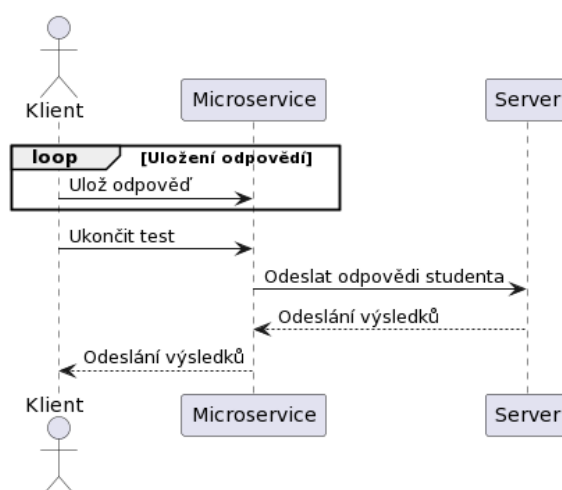 Klient
Microservice
Server
loop
[Uložení odpovědí]
Ulož odpověď
Ukončit test
Odeslat odpovědi studenta
Odeslání výsledků
Odeslání výsledků
Klient
Microservice
Server